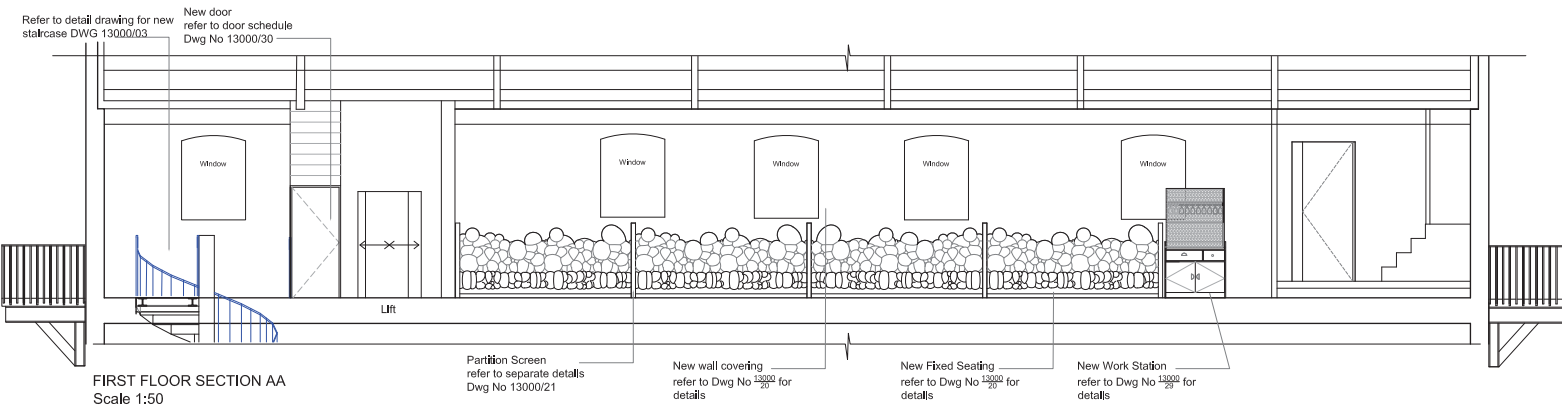 Refer to detail drawing for new
staircase DWG 13000/03
New door
refer to door schedule
Dwg No 13000/30
Window
Window
Window
Window
Window
Lift
Partition Screen
refer to separate details
Dwg No 13000/21
New wall covering
refer to Dwg No 13000/20 for
details
New Fixed Seating
refer to Dwg No 13000/20 for
details
New Work Station
refer to Dwg No 13000/29 for
details
FIRST FLOOR SECTION AA
Scale 1:50